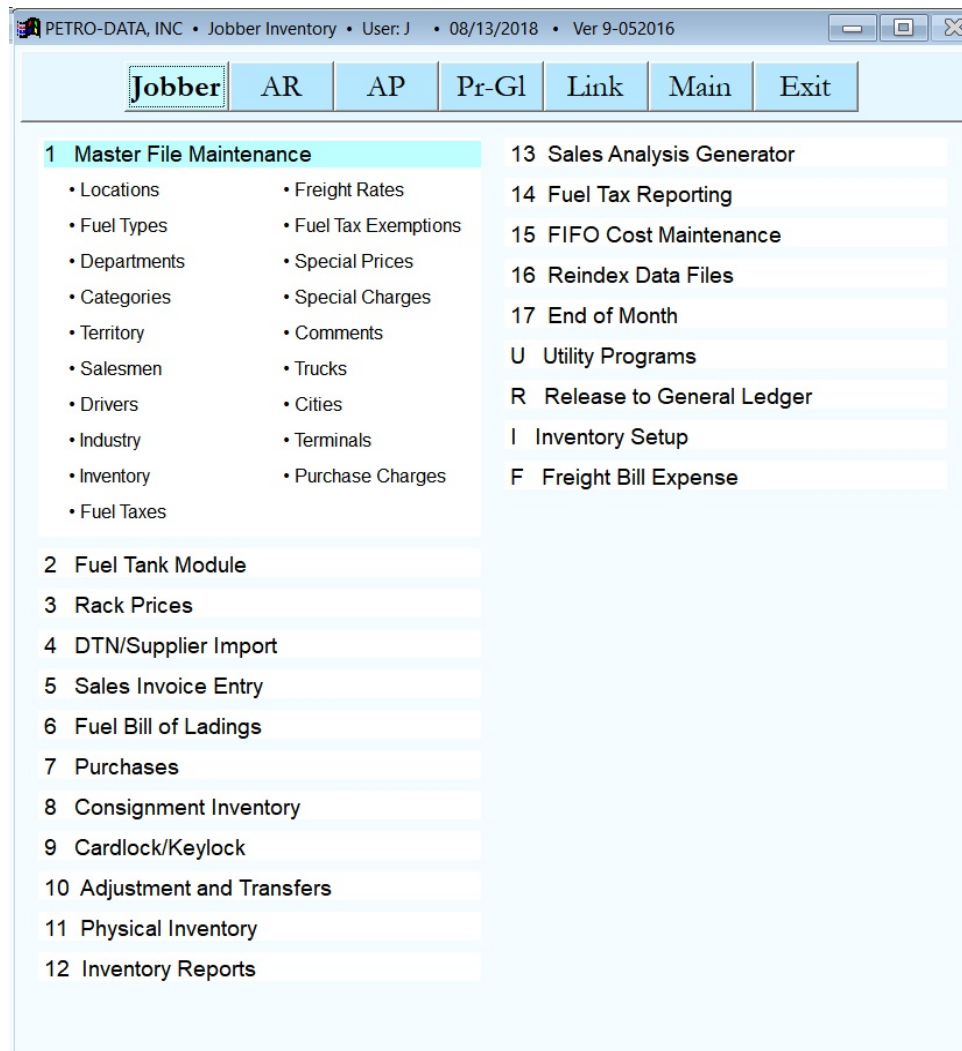 PETRO-DATA, INC • Jobber Inventory • User: J • 08/13/2018 • Ver 9-052016
Jobber AR AP Pr-Gl Link Main Exit
1 Master File Maintenance
• Locations
• Fuel Types
• Departments
• Categories
• Territory
• Salesmen
• Drivers
• Industry
• Inventory
• Fuel Taxes
• Freight Rates
• Fuel Tax Exemptions
• Special Prices
• Special Charges
• Comments
• Trucks
• Cities
• Terminals
• Purchase Charges
2 Fuel Tank Module
3 Rack Prices
4 DTN/Supplier Import
5 Sales Invoice Entry
6 Fuel Bill of Ladings
7 Purchases
8 Consignment Inventory
9 Cardlock/Keylock
10 Adjustment and Transfers
11 Physical Inventory
12 Inventory Reports
13 Sales Analysis Generator
14 Fuel Tax Reporting
15 FIFO Cost Maintenance
16 Reindex Data Files
17 End of Month
U Utility Programs
R Release to General Ledger
I Inventory Setup
F Freight Bill Expense